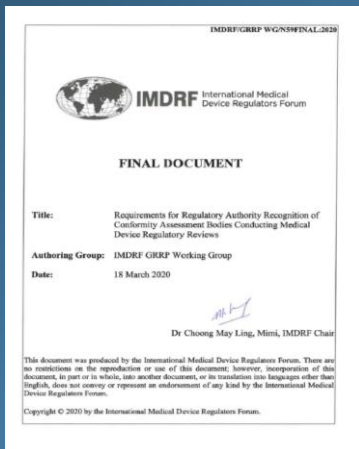 IMDRF/GRRP WG/N59FINAL:2020
IMDRF International Medical
Device Regulators Forum
FINAL DOCUMENT
Title: Requirements for Regulatory Authority Recognition of
Conformity Assessment Bodies Conducting Medical
Device Regulatory Reviews
Authoring Group: IMDRF GRRP Working Group
Date: 18 March 2020
Dr Choong May Ling, Mimi, IMDRF Chair
This document was produced by the International Medical Device Regulators Forum. There are
no restrictions on the reproduction or use of this document; however, incorporation of this
document, in part or in whole, into another document, or its translation into languages other than
English, does not convey or represent an endorsement of any kind by the International Medical
Device Regulators Forum.
Copyright © 2020 by the International Medical Device Regulators Forum.